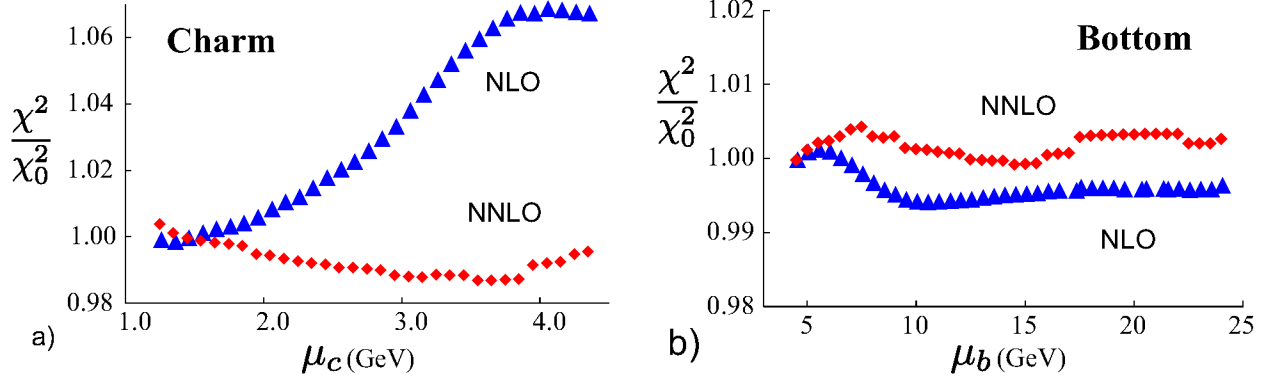 Charm
1.06
1.04
1.02
1.00
0.98
χ²
χ₀²
NLO
NNLO
1.0
2.0
3.0
4.0
μc (GeV)
a)
Bottom
1.02
1.01
1.00
0.99
0.98
χ²
χ₀²
NNLO
NLO
5
10
15
20
25
μb (GeV)
b)